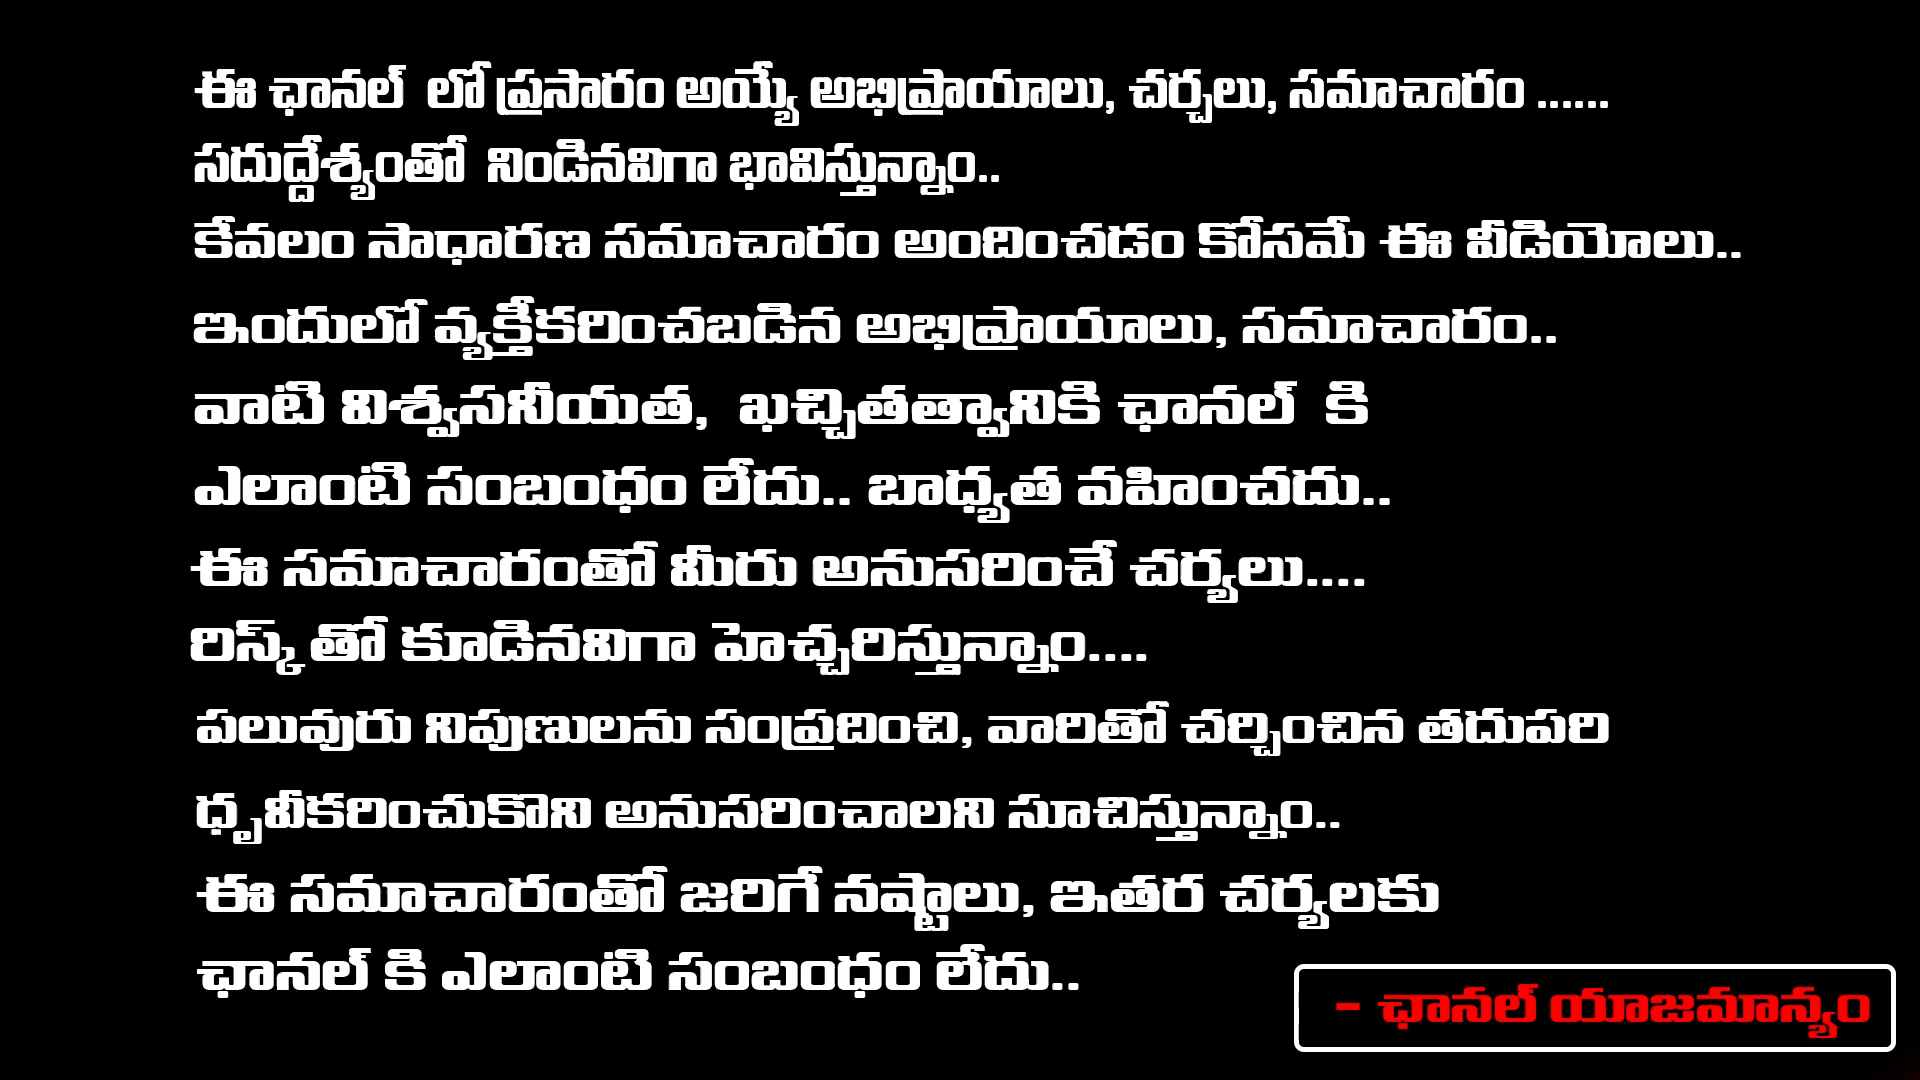 ఈ ఛానల్ లో ప్రసారం అయ్యే అభిప్రాయాలు, చర్చలు, సమాచారం ......
సదుద్దేశ్యంతో నిండినవిగా భావిస్తున్నాం..
కేవలం సాధారణ సమాచారం అందించడం కోసమే ఈ వీడియోలు..
ఇందులో వ్యక్తీకరించబడిన అభిప్రాయాలు, సమాచారం..
వాటి విశ్వసనీయత, ఖచ్చితత్వానికి ఛానల్ కి
ఎలాంటి సంబంధం లేదు.. బాధ్యత వహించదు..
ఈ సమాచారంతో మీరు అనుసరించే చర్యలు....
రిస్క్ తో కూడినవిగా హెచ్చరిస్తున్నాం....
పలువురు నిపుణులను సంప్రదించి, వారితో చర్చించిన తదుపరి
ధృవీకరించుకొని అనుసరించాలని సూచిస్తున్నాం..
ఈ సమాచారంతో జరిగే నష్టాలు, ఇతర చర్యలకు
ఛానల్ కి ఎలాంటి సంబంధం లేదు..
- ఛానల్ యాజమాన్యం